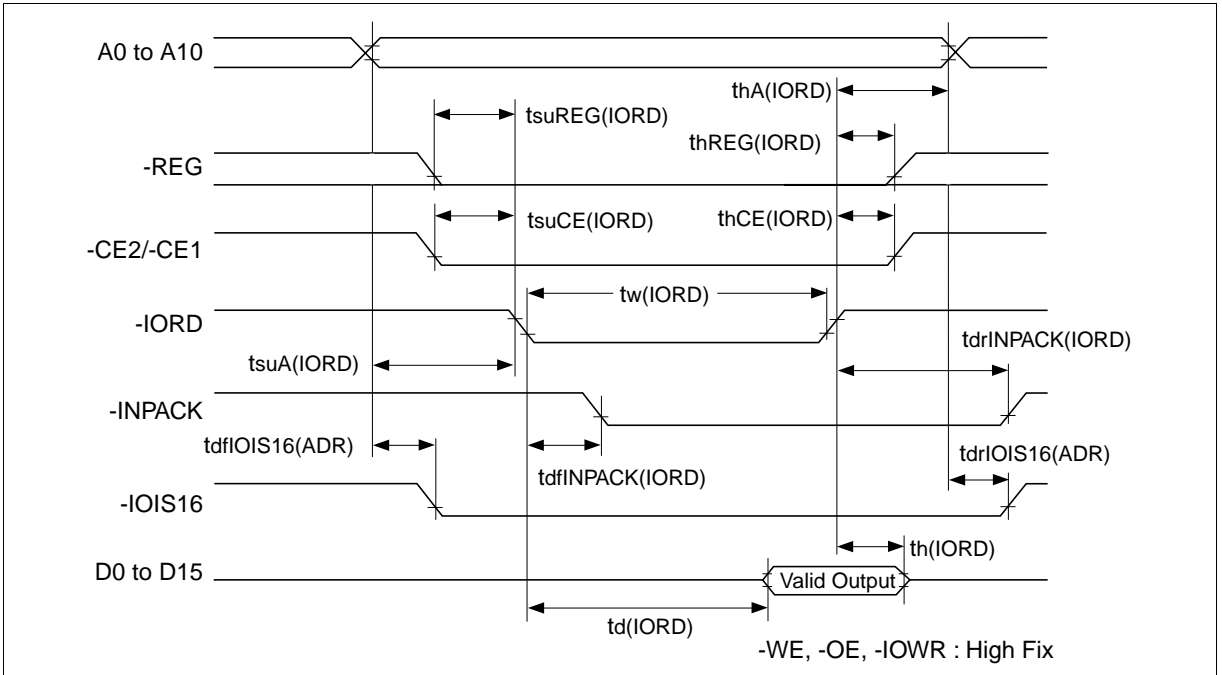 A0 to A10
thA(IORD)
tsuREG(IORD)
thREG(IORD)
-REG
tsuCE(IORD)
thCE(IORD)
-CE2/-CE1
tw(IORD)
-IORD
tdrINPACK(IORD)
tsuA(IORD)
-INPACK
tdfIOIS16(ADR)
tdrIOIS16(ADR)
tdfINPACK(IORD)
-IOIS16
th(IORD)
D0 to D15
Valid Output
td(IORD)
-WE, -OE, -IOWR : High Fix